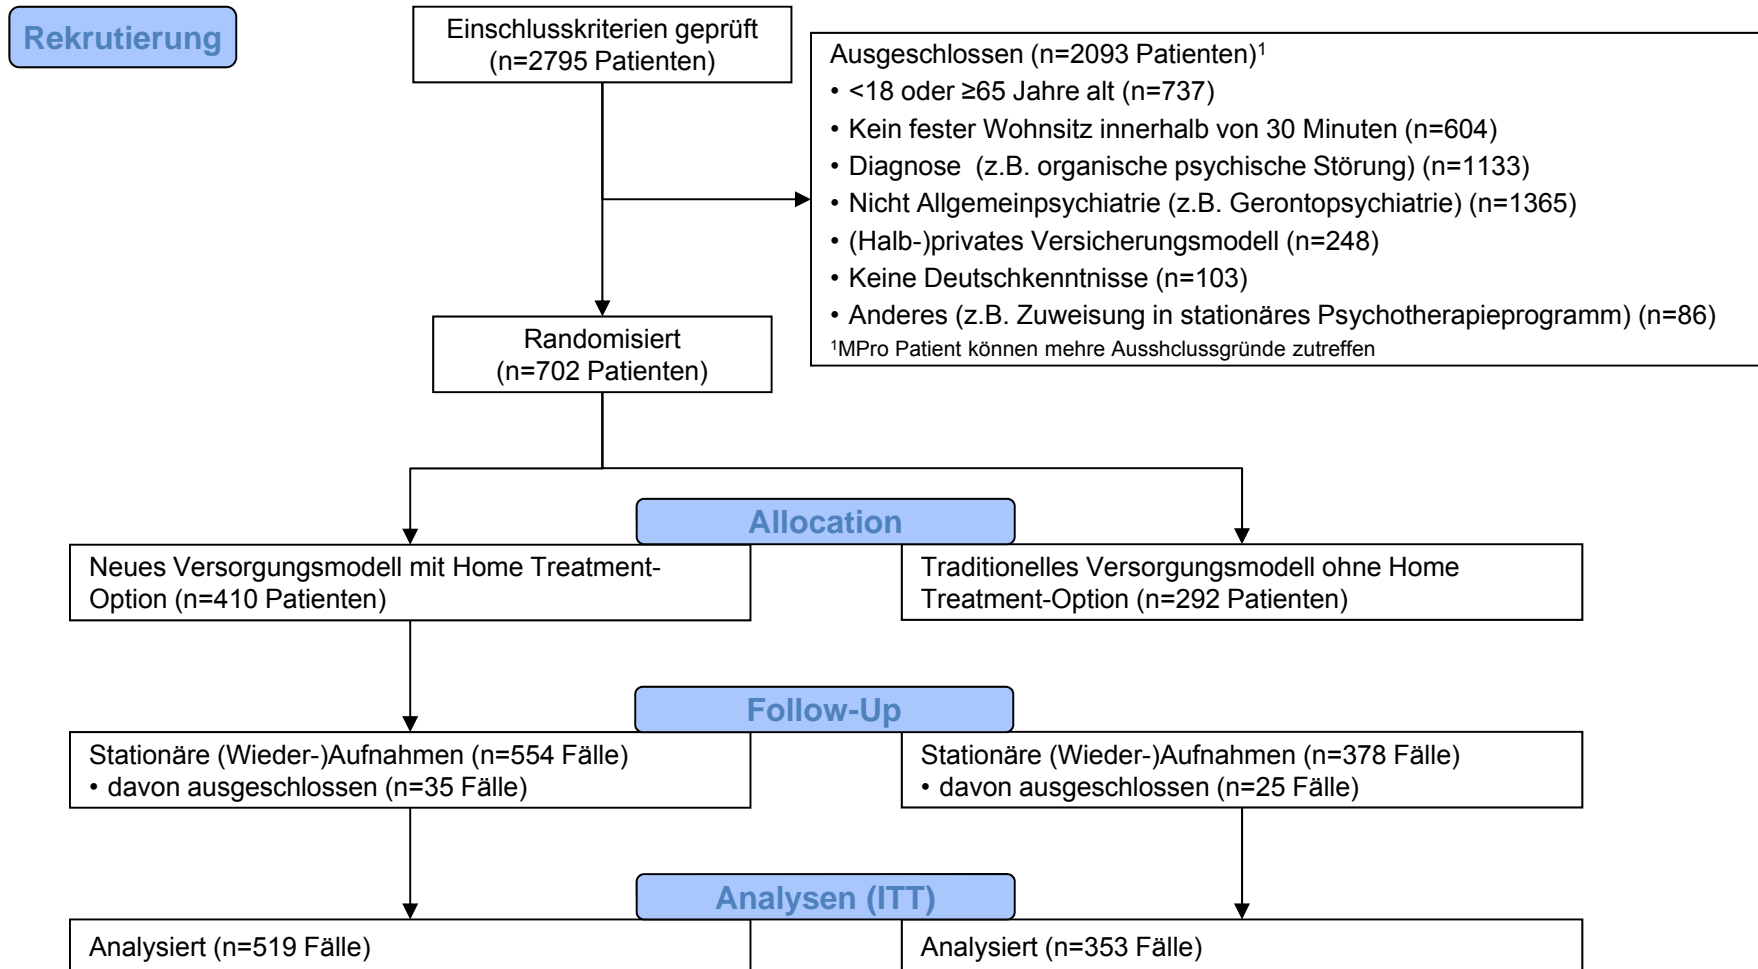 Rekrutierung
Einschlusskriterien geprüft
(n=2795 Patienten)
Ausgeschlossen (n=2093 Patienten)¹
• <18 oder ≥65 Jahre alt (n=737)
• Kein fester Wohnsitz innerhalb von 30 Minuten (n=604)
• Diagnose (z.B. organische psychische Störung) (n=1133)
• Nicht Allgemeinpsychiatrie (z.B. Gerontopsychiatrie) (n=1365)
• (Halb-)privates Versicherungsmodell (n=248)
• Keine Deutschkenntnisse (n=103)
• Anderes (z.B. Zuweisung in stationäres Psychotherapieprogramm) (n=86)
¹MPro Patient können mehre Ausshclussgründe zutreffen
Randomisiert
(n=702 Patienten)
Allocation
Neues Versorgungsmodell mit Home Treatment-
Option (n=410 Patienten)
Traditionelles Versorgungsmodell ohne Home
Treatment-Option (n=292 Patienten)
Follow-Up
Stationäre (Wieder-)Aufnahmen (n=554 Fälle)
• davon ausgeschlossen (n=35 Fälle)
Stationäre (Wieder-)Aufnahmen (n=378 Fälle)
• davon ausgeschlossen (n=25 Fälle)
Analysen (ITT)
Analysiert (n=519 Fälle)
Analysiert (n=353 Fälle)